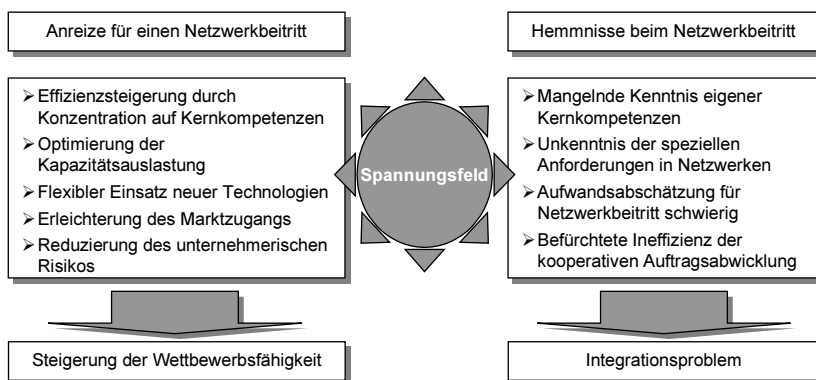 Anreize für einen Netzwerkbeitritt
Effizienzsteigerung durch
Konzentration auf Kernkompetenzen
Optimierung der
Kapazitätsauslastung
Flexibler Einsatz neuer Technologien
Erleichterung des Marktzugangs
Reduzierung des unternehmerischen
Risikos
Steigerung der Wettbewerbsfähigkeit
Spannungsfeld
Hemmnisse beim Netzwerkbeitritt
Mangelnde Kenntnis eigener
Kernkompetenzen
Unkenntnis der speziellen
Anforderungen in Netzwerken
Aufwandsabschätzung für
Netzwerkbeitritt schwierig
Befürchtete Ineffizienz der
kooperativen Auftragsabwicklung
Integrationsproblem